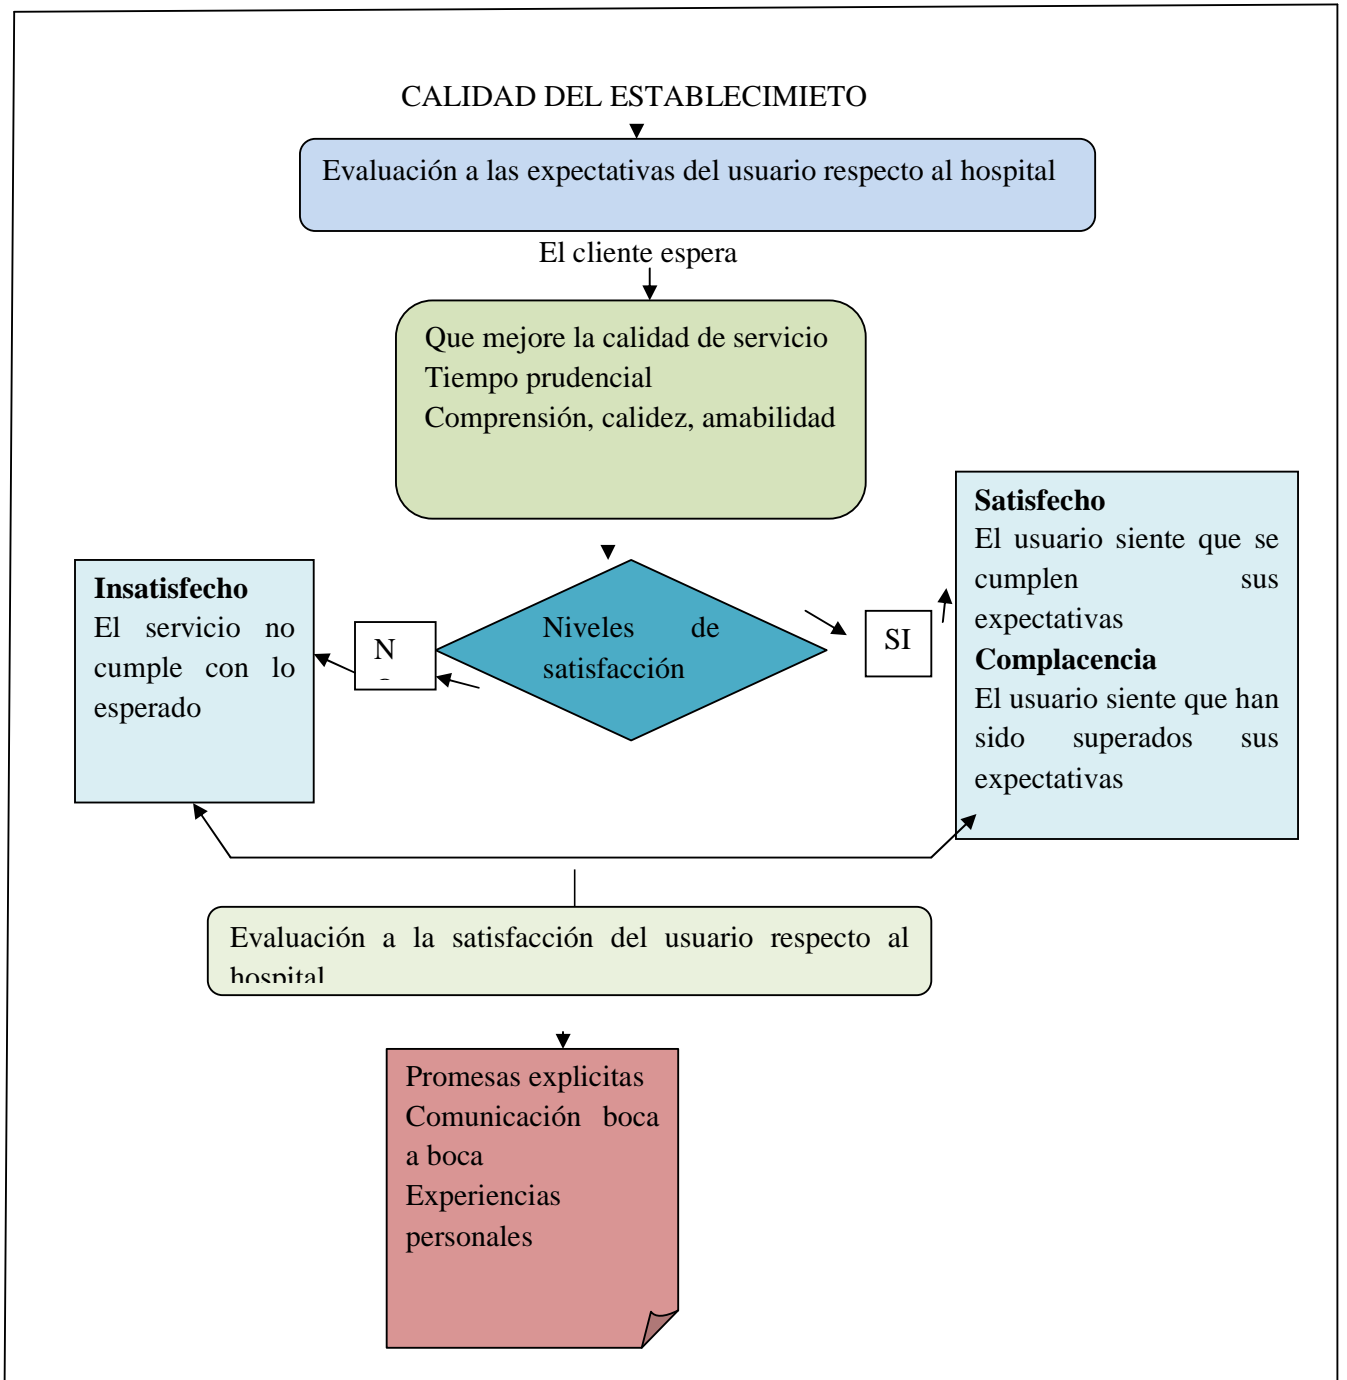 CALIDAD DEL ESTABLECIMIETO
Evaluación a las expectativas del usuario respecto al hospital
El cliente espera
Que mejore la calidad de servicio
Tiempo prudencial
Comprensión, calidez, amabilidad
Insatisfecho
El servicio no
cumple con lo
esperado
N
Niveles de
satisfacción
SI
Satisfecho
El usuario siente que se
cumplen sus
expectativas
Complacencia
El usuario siente que han
sido superados sus
expectativas
Evaluación a la satisfacción del usuario respecto al
hospital
Promesas explicitas
Comunicación boca
a boca
Experiencias
personales